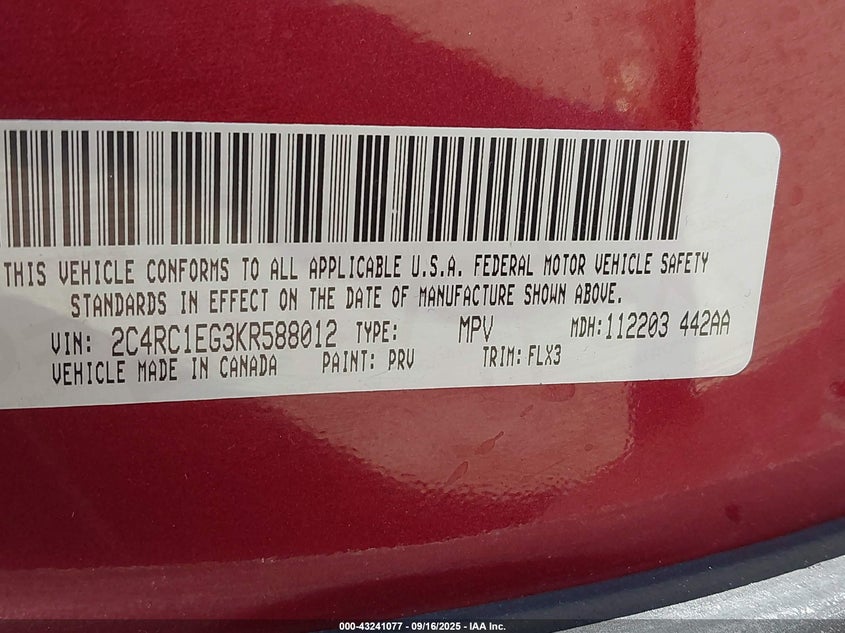 THIS VEHICLE CONFORMS TO ALL APPLICABLE U.S.A. FEDERAL MOTOR VEHICLE SAFETY
STANDARDS IN EFFECT ON THE DATE OF MANUFACTURE SHOWN ABOVE.
VIN: 2C4RC1EG3KR588012 TYPE: MPV MDH: 112203 442AA
VEHICLE MADE IN CANADA PAINT: PRV TRIM: FLX3
000-43241077 - 09/16/2025 - IAA Inc.